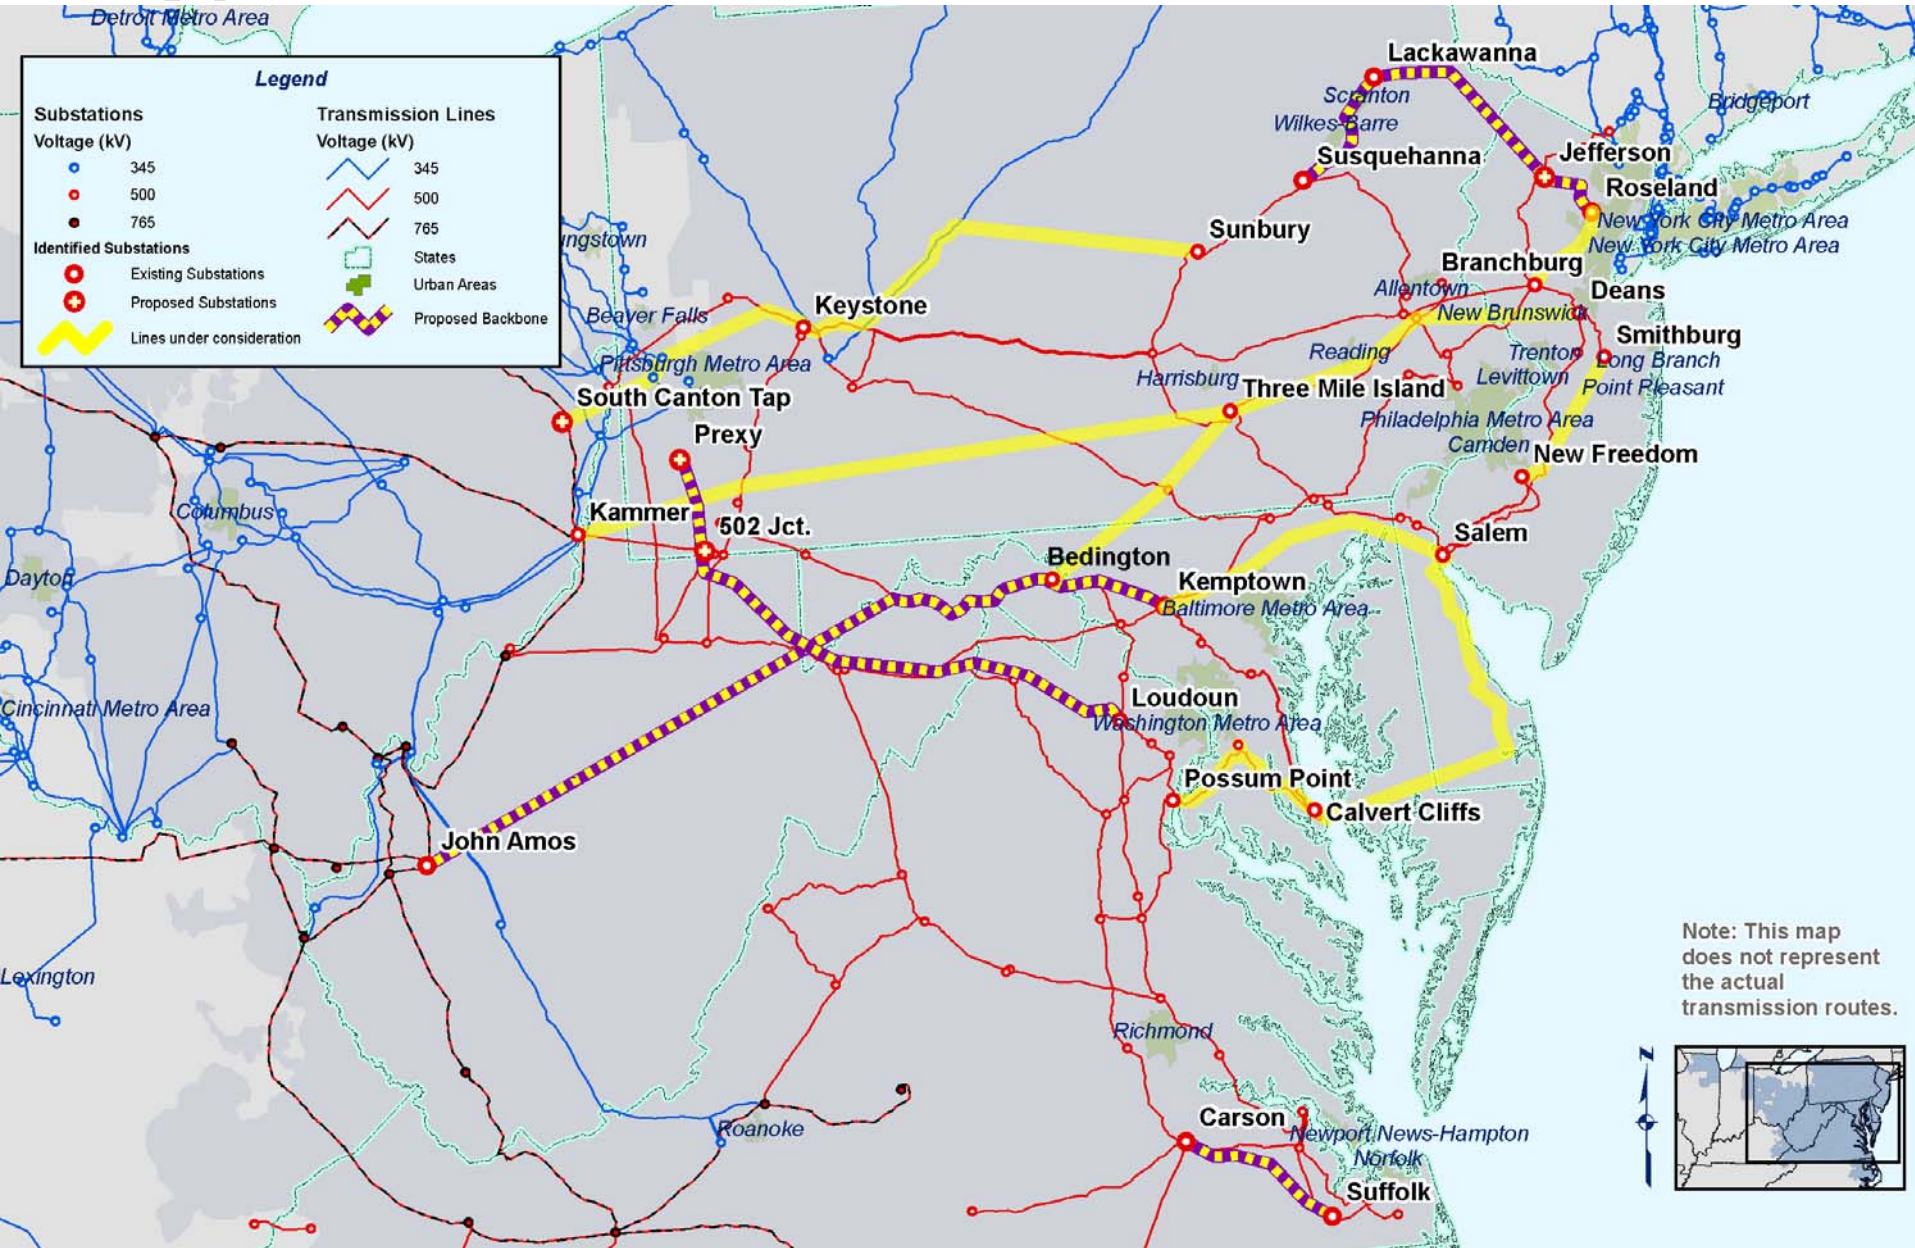 Detroit Metro Area
Legend
Substations
Voltage (kV)
345
500
765
Identified Substations
Existing Substations
Proposed Substations
Lines under consideration
Transmission Lines
Voltage (kV)
345
500
765
States
Urban Areas
Proposed Backbone
Lackawanna
Scranton
Bridgeport
Wilkes-Barre
Susquehanna
Jefferson
Roseland
New York City Metro Area
New York City Metro Area
Sunbury
ungstown
Branchburg
Allentown
Deans
Keystone
Beaver Falls
New Brunswick
Smithburg
Pittsburgh Metro Area
Reading
Trenton
Long Branch
Harrisburg
Three Mile Island
Levittown
Point Pleasant
South Canton Tap
Philadelphia Metro Area
Prexy
Camden
New Freedom
Columbus
Kammer
502 Jct.
Salem
Bedington
Dayton
Kemptown
Baltimore Metro Area
Cincinnati Metro Area
Loudoun
Washington Metro Area
Possum Point
Calvert Cliffs
John Amos
Note: This map
does not represent
the actual
transmission routes.
Lexington
Richmond
N
Carson
Roanoke
Newport News-Hampton
Norfolk
Suffolk